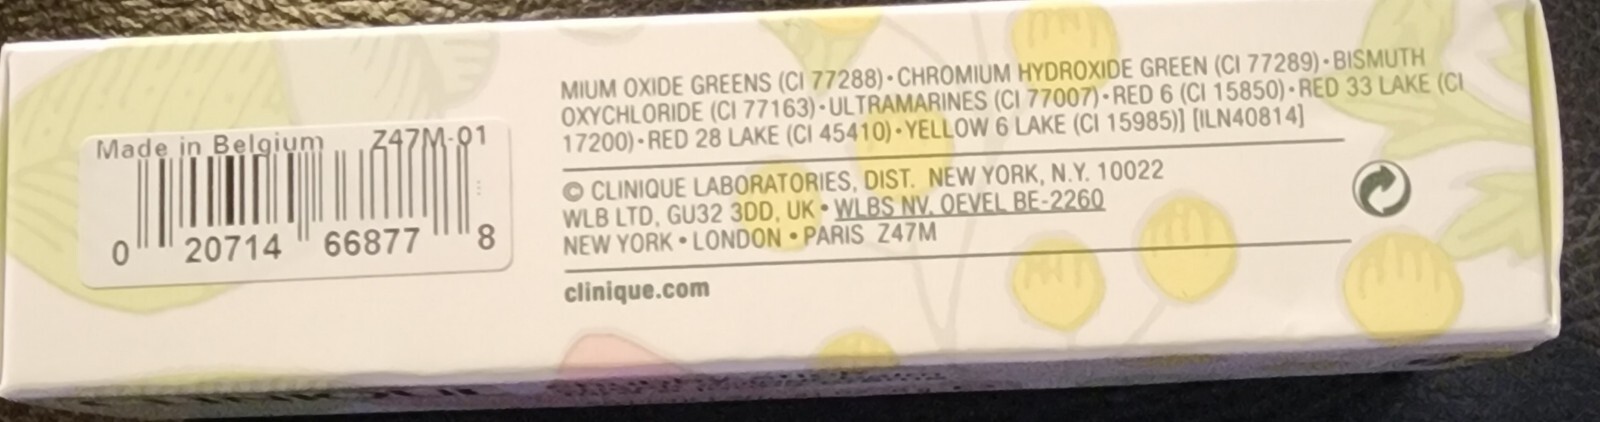 Made in Belgium Z47M-01
0 20714 66877 8
MIUM OXIDE GREENS (CI 77288) • CHROMIUM HYDROXIDE GREEN (CI 77289) • BISMUTH
OXYCHLORIDE (CI 77163) • ULTRAMARINES (CI 77007) • RED 6 (CI 15850) • RED 33 LAKE (CI
17200) • RED 28 LAKE (CI 45410) • YELLOW 6 LAKE (CI 15985)] [ILN40814]
© CLINIQUE LABORATORIES, DIST. NEW YORK, N.Y. 10022
WLB LTD, GU32 3DD, UK • WLBS NV, OEVEL BE-2260
NEW YORK • LONDON • PARIS Z47M
clinique.com